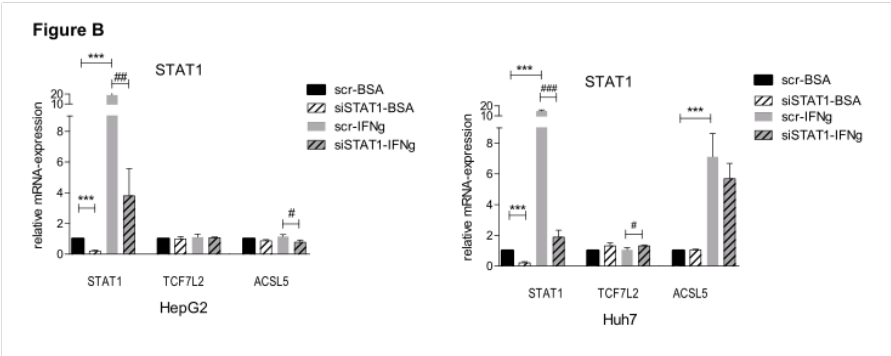 Figure B
***
##
STAT1
20
10
8
6
4
2
0
relative mRNA-expression
***
#
STAT1
TCF7L2
ACSL5
HepG2
scr-BSA
siSTAT1-BSA
scr-IFNg
siSTAT1-IFNg
***
###
STAT1
20
10
8
6
4
2
0
relative mRNA-expression
***
#
***
STAT1
TCF7L2
ACSL5
Huh7
scr-BSA
siSTAT1-BSA
scr-IFNg
siSTAT1-IFNg